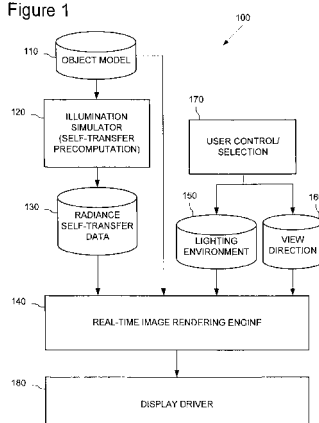 Figure 1
100
110
OBJECT MODEL
120
ILLUMINATION
SIMULATOR
(SELF-TRANSFER
PRECOMPUTATION)
170
USER CONTROL/
SELECTION
130
RADIANCE
SELF-TRANSFER
DATA
150
LIGHTING
ENVIRONMENT
160
VIEW
DIRECTION
140
REAL-TIME IMAGE RENDERING ENGINE
180
DISPLAY DRIVER